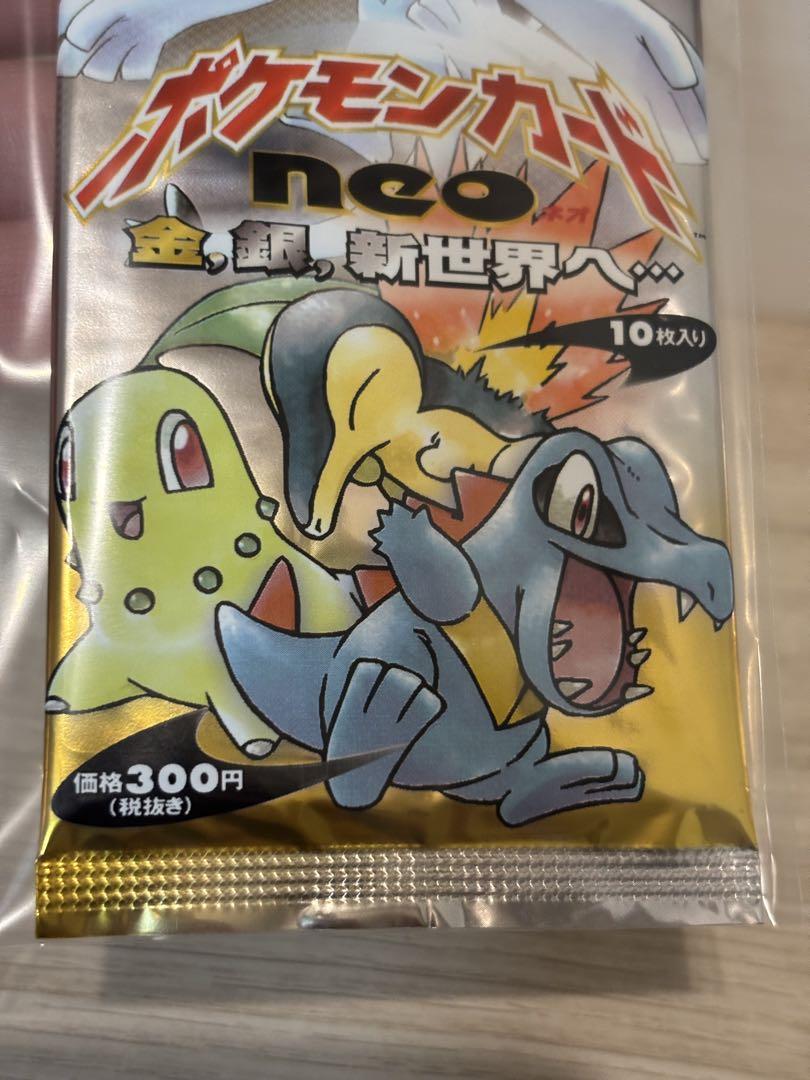 ポケモンカード
neo
ネオ
™
金、銀、新世界へ…
10枚入り
価格300円
(税抜き)